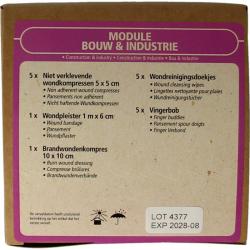 MODULE
BOUW & INDUSTRIE
• Construction & industry • Construction & Industrie • Bau & Industrie
5 x Niet verklevende
wondkompressen 5 x 5 cm
• Non adherent wound compresses
• Pansements non adhérent
• Nicht haftende Wundkompressen
1 x Wondpleister 1 m x 6 cm
• Wound bandage
• Pansement
• Wundpflaster
1 x Brandwondenkompres
10 x 10 cm
• Burn wound dressing
• Compresse brûlures
• Brandwundenverbände
5 x Wondreinigingsdoekjes
• Wound cleansing wipes
• Lingettes nettoyante pour plaies
• Wundreinigungstücher
5 x Vingerbob
• Finger buddies
• Pansement spour doigts
• Finger Verband
LOT 4377
EXP 2028-08